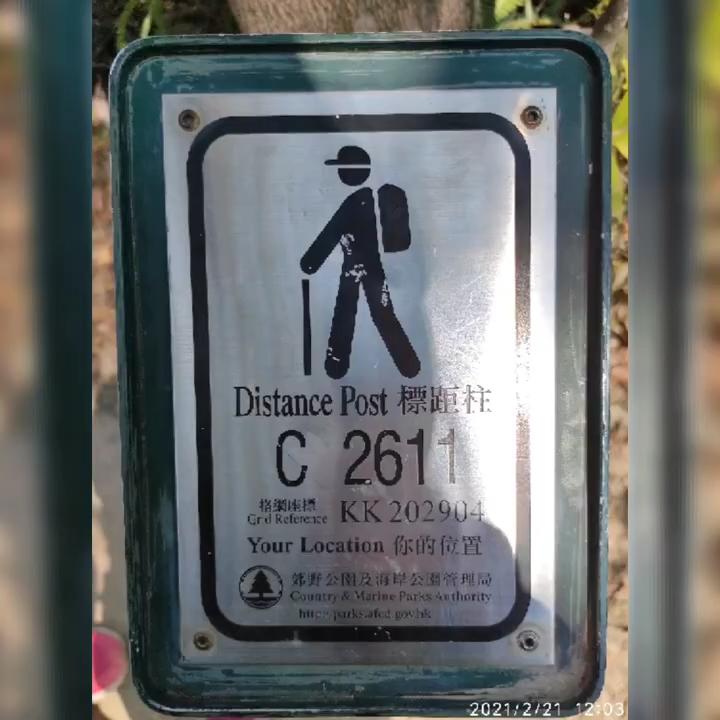 Distance Post 標距柱
C 2611
格網座標
Grid Reference KK 202904
Your Location 你的位置
郊野公園及海岸公園管理局
Country & Marine Parks Authority
http://parks.afcd.gov.hk
2021/2/21 12:03